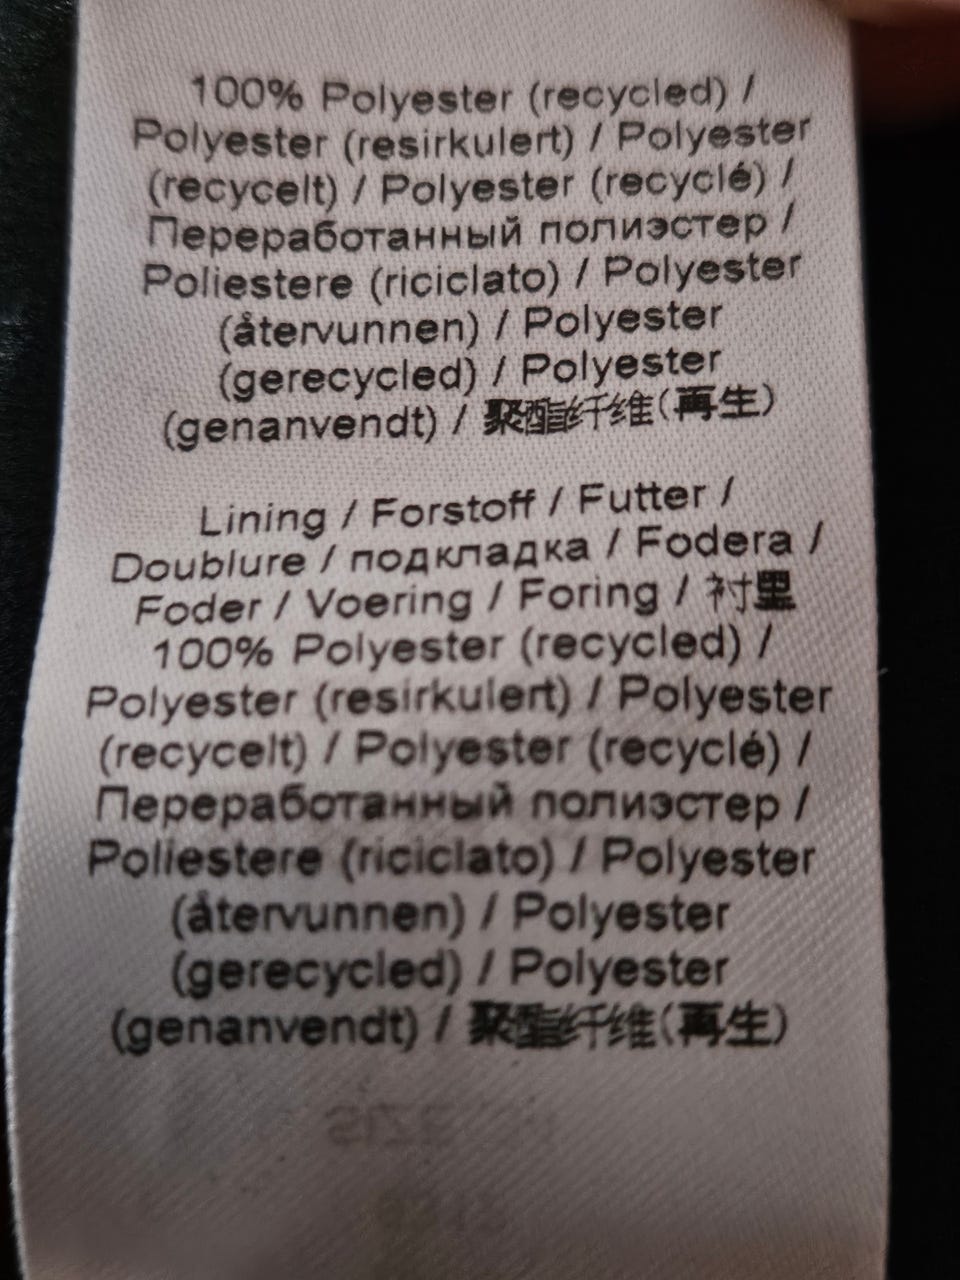 100% Polyester (recycled) /
Polyester (resirkulert) / Polyester
(recycelt) / Polyester (recyclé) /
Переработанный полиэстер /
Poliestere (riciclato) / Polyester
(återvunnen) / Polyester
(gerecycled) / Polyester
(genanvendt) / 聚酯纤维(再生)
Lining / Forstoff / Futter /
Doublure / подкладка / Fodera /
Foder / Voering / Foring / 衬里
100% Polyester (recycled) /
Polyester (resirkulert) / Polyester
(recycelt) / Polyester (recyclé) /
Переработанный полиэстер /
Poliestere (riciclato) / Polyester
(återvunnen) / Polyester
(gerecycled) / Polyester
(genanvendt) / 聚酯纤维(再生)
SIZE